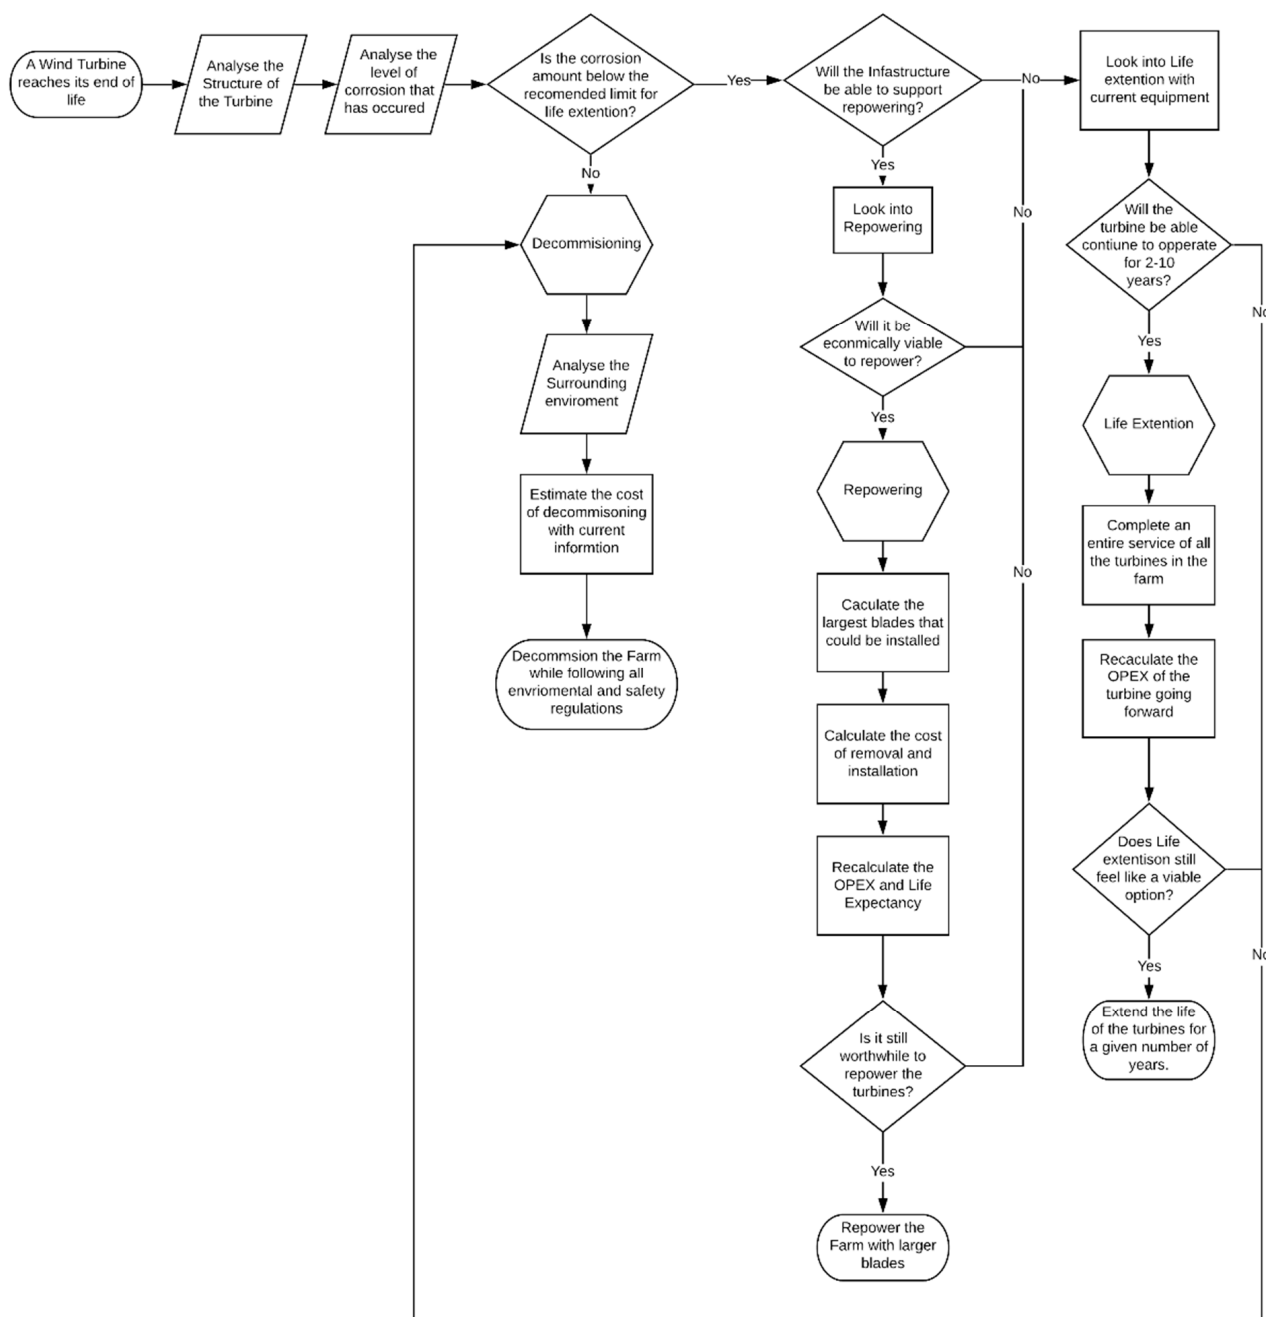 A Wind Turbine
reaches its end of
life
Analyse the
Structure of
the Turbine
Analyse the
level of
corrosion that
has occured
Is the corrosion
amount below the
recomended limit for
life extention?
Yes
No
Will the Infastructure
be able to support
repowering?
No
Yes
Look into Life
extention with
current equipment
Decommisioning
Analyse the
Surrounding
enviroment
Estimate the cost
of decommisoning
with current
informtion
Decommsion the Farm
while following all
enviromental and safety
regulations
Look into
Repowering
Will it be
econmically viable
to repower?
No
Yes
Repowering
Caculate the
largest blades that
could be installed
Calculate the cost
of removal and
installation
Recalculate the
OPEX and Life
Expectancy
Is it still
worthwhile to
repower the
turbines?
No
Yes
Repower the
Farm with larger
blades
Will the
turbine be able
contiune to opperate
for 2-10
years?
No
Yes
Life Extention
Complete an
entire service of all
the turbines in the
farm
Recaculate the
OPEX of the
turbine going
forward
Does Life
extentison still
feel like a viable
option?
No
Yes
Extend the life
of the turbines for
a given number of
years.